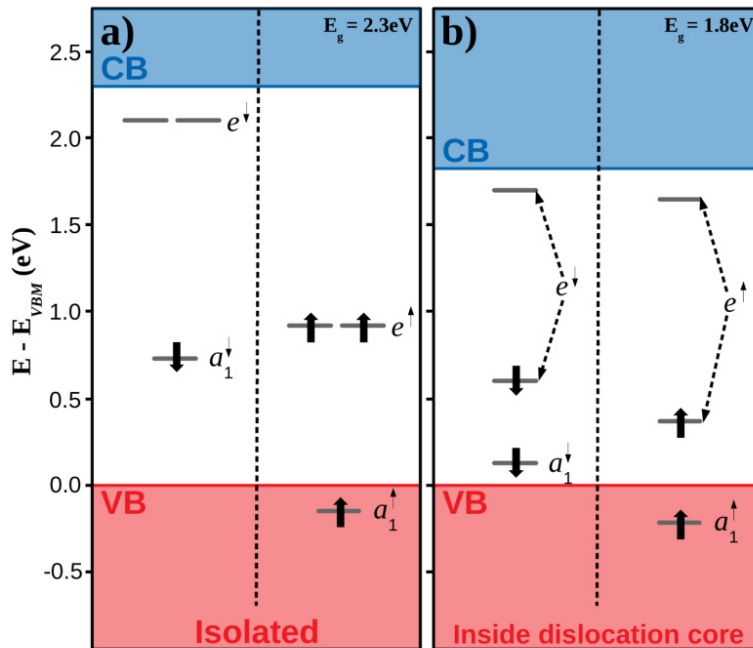 a)
E_g = 2.3eV
CB
e↓
e↑
a₁↓
VB
a₁↑
Isolated
b)
E_g = 1.8eV
CB
e↓
e↑
a₁↓
VB
a₁↑
Inside dislocation core
E - E_VBM (eV)
2.5
2.0
1.5
1.0
0.5
0.0
-0.5